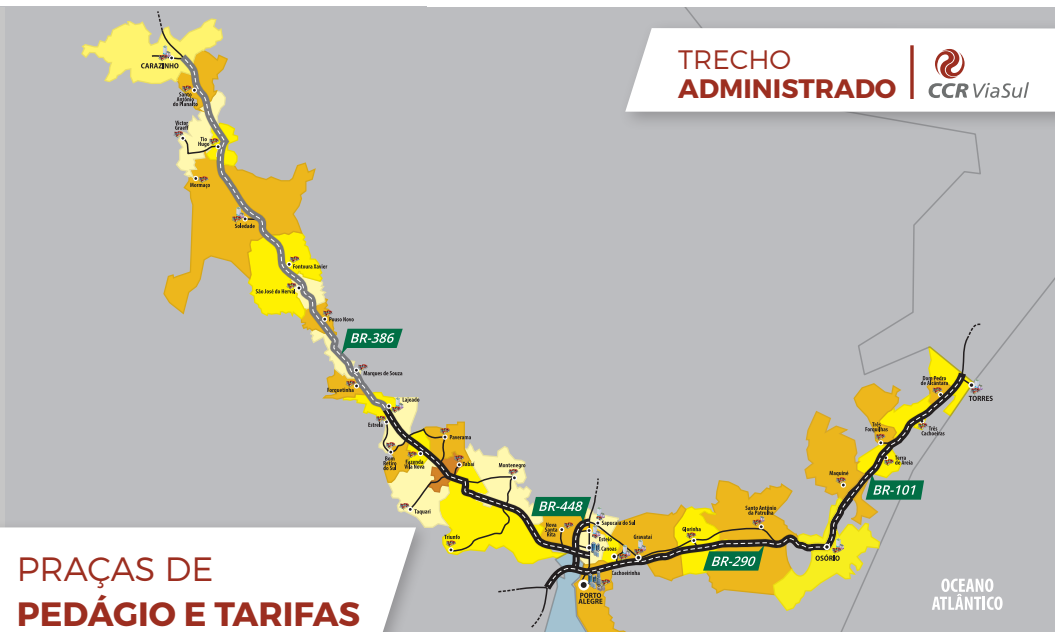 TRECHO
ADMINISTRADO
CCR ViaSul
CARAZINHO
Santo
Antônio
do Planalto
Victor
Graeff
Tio
Hugo
Mormaço
Soledade
Fontoura Xavier
São José do Herval
Pouso Novo
BR-386
Marques de Souza
Forquetinha
Lajeado
Estrela
Bom
Retiro
do Sul
Fazenda
Vila Nova
Paverama
Tabaí
Montenegro
Taquari
Triunfo
BR-448
Nova
Santa
Rita
Sapucaia do Sul
Esteio
Canoas
Gravataí
Cachoeirinha
PORTO
ALEGRE
Glorinha
Santo Antônio
da Patrulha
BR-290
OSÓRIO
Maquiné
BR-101
Terra
de Areia
Três
Forquilhas
Três
Cachoeiras
Dom Pedro
de Alcântara
TORRES
OCEANO
ATLÂNTICO
PRAÇAS DE
PEDÁGIO E TARIFAS